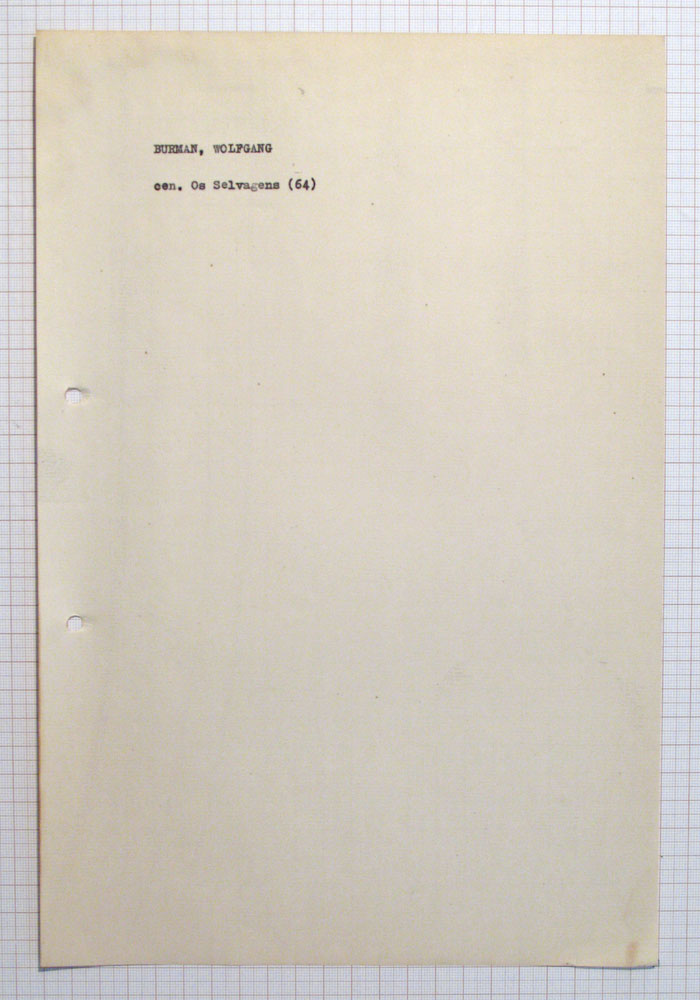 BURMAN, WOLFGANG
cen. Os Selvagens (64)